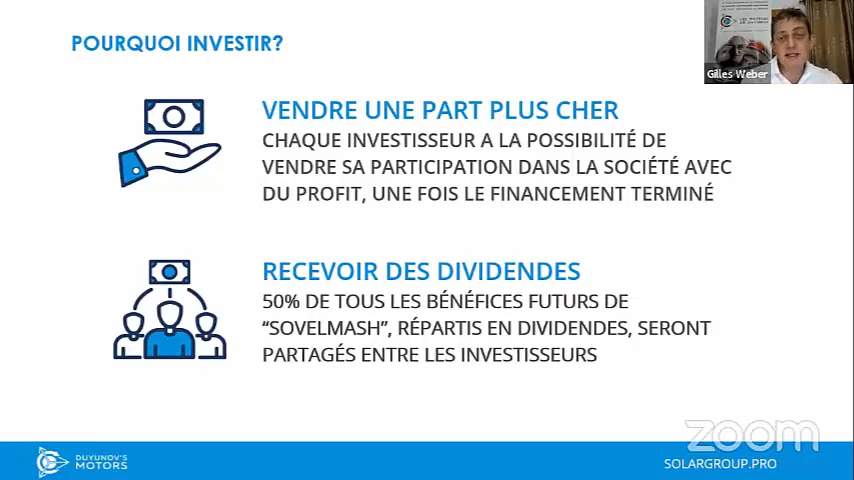 POURQUOI INVESTIR?
Gilles Weber
VENDRE UNE PART PLUS CHER
CHAQUE INVESTISSEUR A LA POSSIBILITÉ DE
VENDRE SA PARTICIPATION DANS LA SOCIÉTÉ AVEC
DU PROFIT, UNE FOIS LE FINANCEMENT TERMINÉ
RECEVOIR DES DIVIDENDES
50% DE TOUS LES BÉNÉFICES FUTURS DE
“SOVELMASH”, RÉPARTIS EN DIVIDENDES, SERONT
PARTAGÉS ENTRE LES INVESTISSEURS
zoom
DUYUNOV'S
MOTORS
SOLARGROUP.PRO